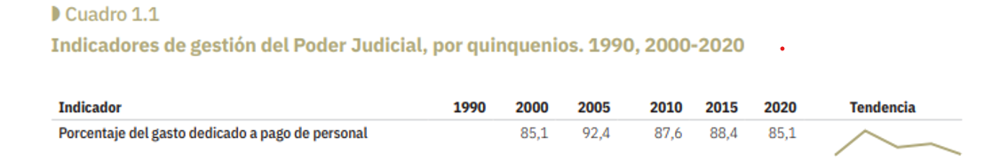 Cuadro 1.1
Indicadores de gestión del Poder Judicial, por quinquenios. 1990, 2000-2020
Indicador 1990 2000 2005 2010 2015 2020 Tendencia
Porcentaje del gasto dedicado a pago de personal 85,1 92,4 87,6 88,4 85,1